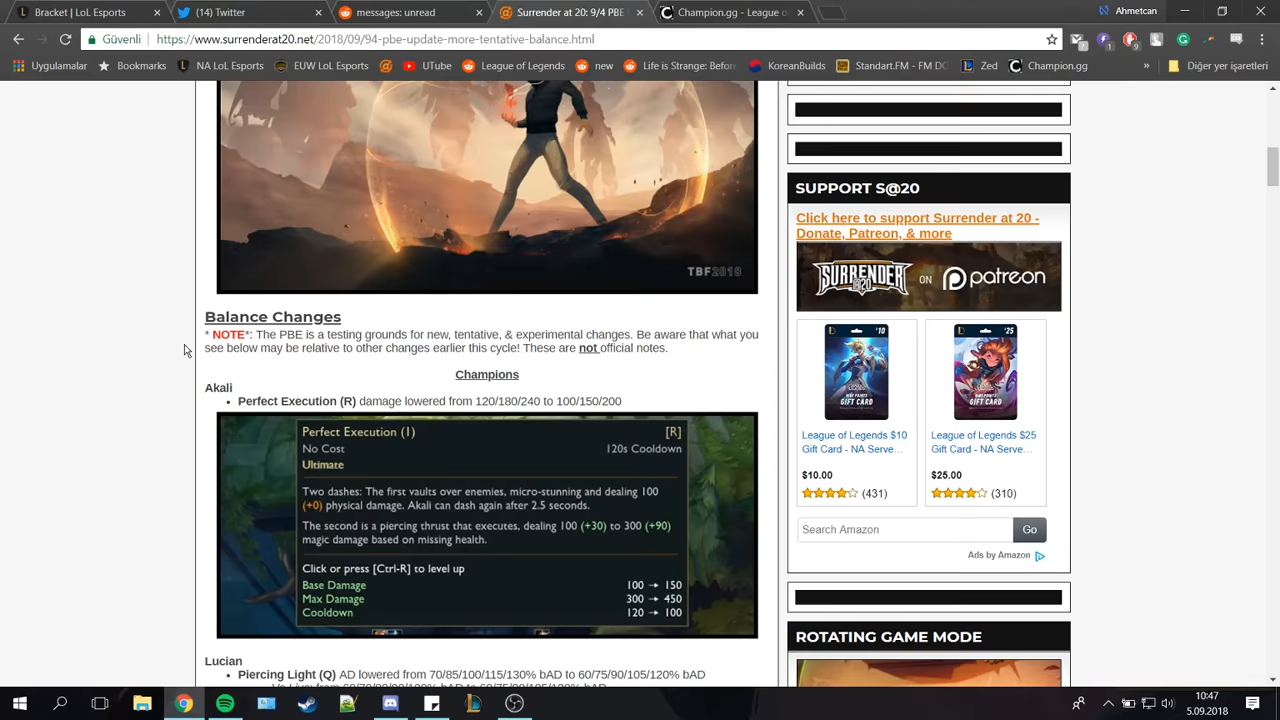 Bracket | LoL Esports
(14) Twitter
messages: unread
Surrender at 20: 9/4 PBE
Champion.gg - League o
Ahmetcan
Güvenli
https://www.surrenderat20.net/2018/09/94-pbe-update-more-tentative-balance.html
Uygulamalar
Bookmarks
NA LoL Esports
EUW LoL Esports
UTube
League of Legends
new
Life is Strange: Befor
KoreanBuilds
Standart.FM - FM DO
Zed
Champion.gg
»
Diğer yer işaretleri
TBF2018
Balance Changes
* NOTE*: The PBE is a testing grounds for new, tentative, & experimental changes. Be aware that what you
see below may be relative to other changes earlier this cycle! These are not official notes.
Champions
Akali
• Perfect Execution (R) damage lowered from 120/180/240 to 100/150/200
Perfect Execution (1) [R]
No Cost 120s Cooldown
Ultimate
Two dashes: The first vaults over enemies, micro-stunning and dealing 100
(+0) physical damage. Akali can dash again after 2.5 seconds.
The second is a piercing thrust that executes, dealing 100 (+30) to 300 (+90)
magic damage based on missing health.
Click or press [Ctrl-R] to level up
Base Damage 100 → 150
Max Damage 300 → 450
Cooldown 120 → 100
Lucian
• Piercing Light (Q) AD lowered from 70/85/100/115/130% bAD to 60/75/90/105/120% bAD
SUPPORT S@20
Click here to support Surrender at 20 -
Donate, Patreon, & more
SURRENDER @20 ON patreon
$10
RIOT POINTS
GIFT CARD
League of Legends $10
Gift Card - NA Serve...
$10.00
(431)
$25
RIOT POINTS
GIFT CARD
League of Legends $25
Gift Card - NA Serve...
$25.00
(310)
Search Amazon
Go
Ads by Amazon
ROTATING GAME MODE
10:47
5.09.2018